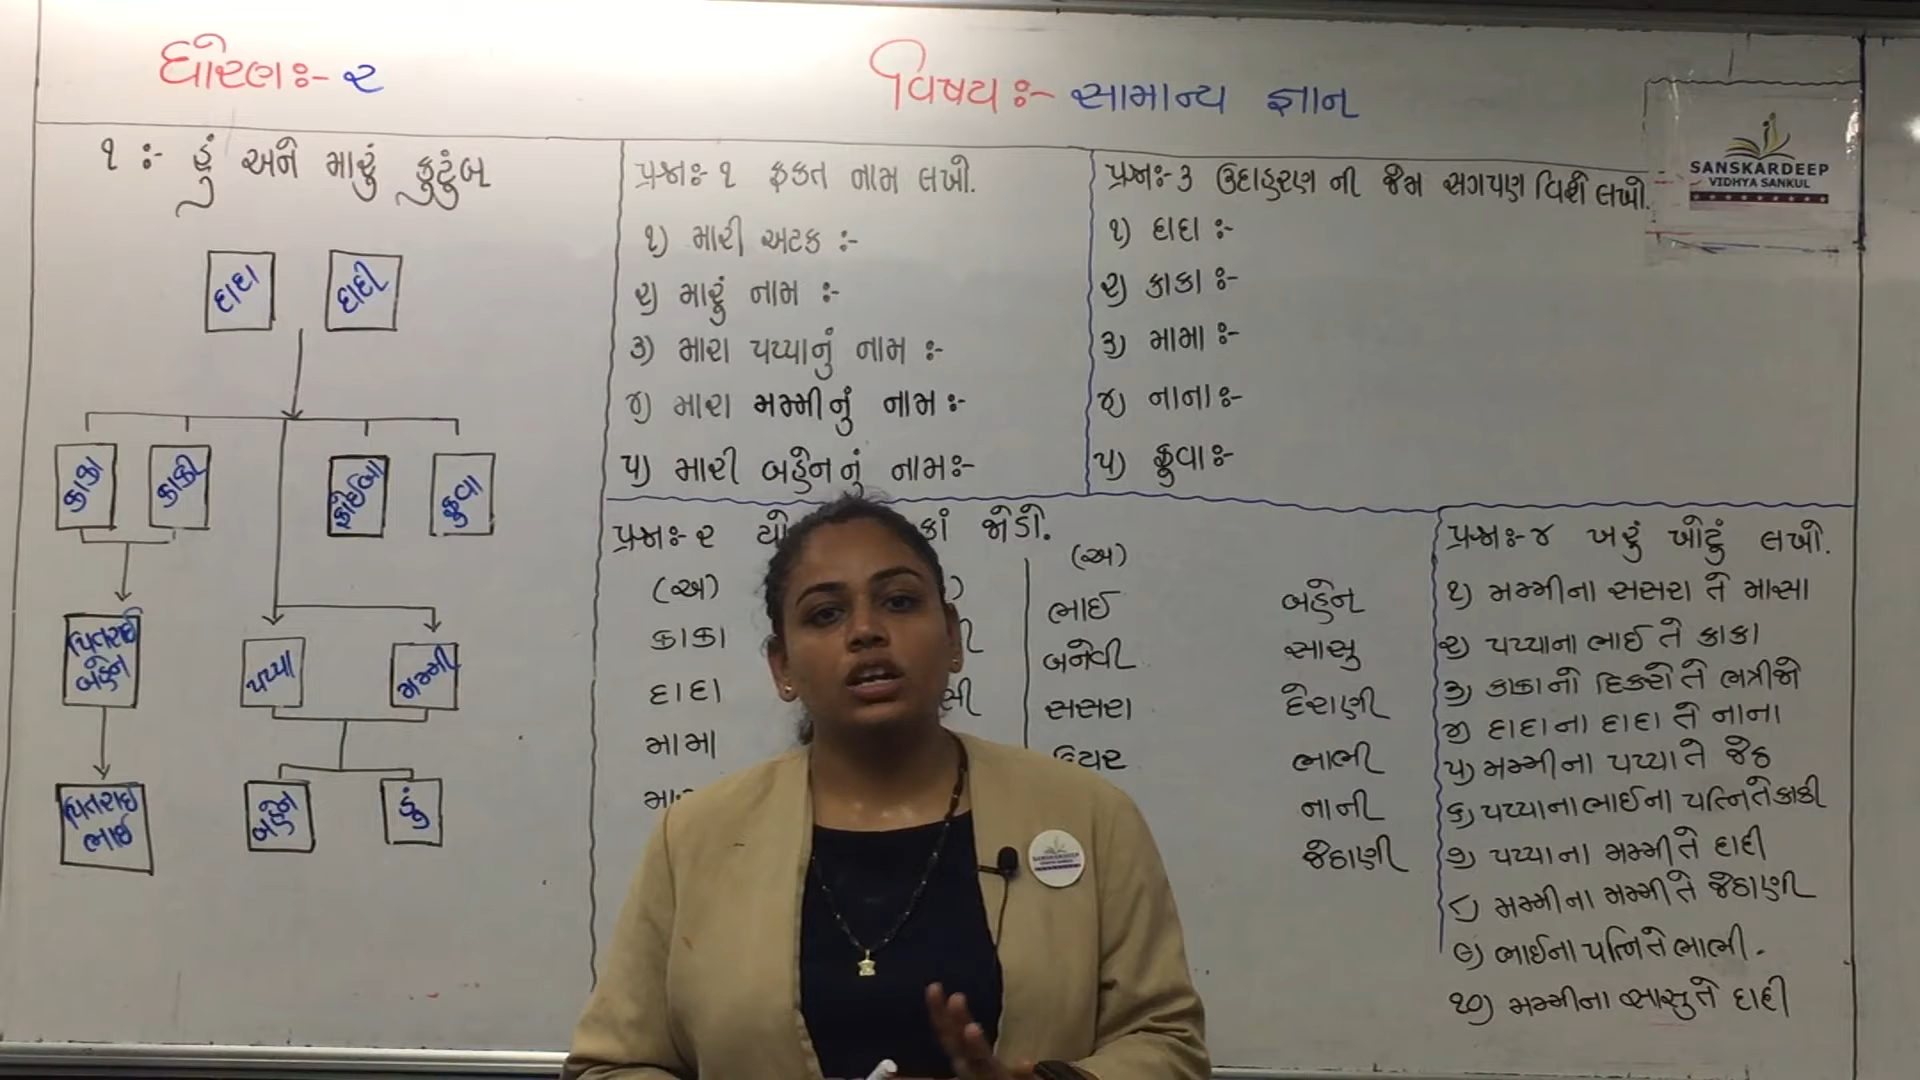 ધોરણઃ- ૨
વિષયઃ- સામાન્ય જ્ઞાન
SANSKARDEEP
VIDHYA SANKUL
૧ઃ- હું અને મારું કુટુંબ
દાદા
દાદી
કાકા
કાકી
ફોઈબા
ફુવા
પિતરાઈ
બહેન
પપ્પા
મમ્મી
પિતરાઈ
ભાઈ
બહેન
હું
પ્રશ્નઃ- ૧ ફકત નામ લખો.
૧) મારી અટક ઃ-
૨) મારું નામ ઃ-
૩) મારા પપ્પાનું નામ ઃ-
૪) મારા મમ્મીનું નામઃ-
૫) મારી બહેનનું નામઃ-
પ્રશ્નઃ- ૩ ઉદાહરણ ની જેમ સગપણ વિશે લખો.
૧) દાદા ઃ-
૨) કાકા ઃ-
૩) મામા ઃ-
૪) નાના ઃ-
૫) ફુવા ઃ-
પ્રશ્નઃ- ૨ જોડો.
(અ)
કાકા
દાદા
મામા
(અ)
ભાઈ બહેન
બનેવી સાસુ
સસરા દેરાણી
ભાભી
નાની
જેઠાણી
પ્રશ્નઃ-૪ ખરું ખોટું લખો.
૧) મમ્મીના સસરા તે માસા
૨) પપ્પાના ભાઈ તે કાકા
૩) કાકાનો દિકરો તે ભત્રીજો
૪) દાદાના દાદા તે નાના
૫) મમ્મીના પપ્પા તે જેઠ
૬) પપ્પાના ભાઈના પત્નિ તે કાકી
૭) પપ્પાના મમ્મી તે દાદી
૮) મમ્મીના મમ્મી તે જેઠાણી
૯) ભાઈના પત્નિ તે ભાભી.
૧૦) મમ્મીના સાસુ તે દાદી